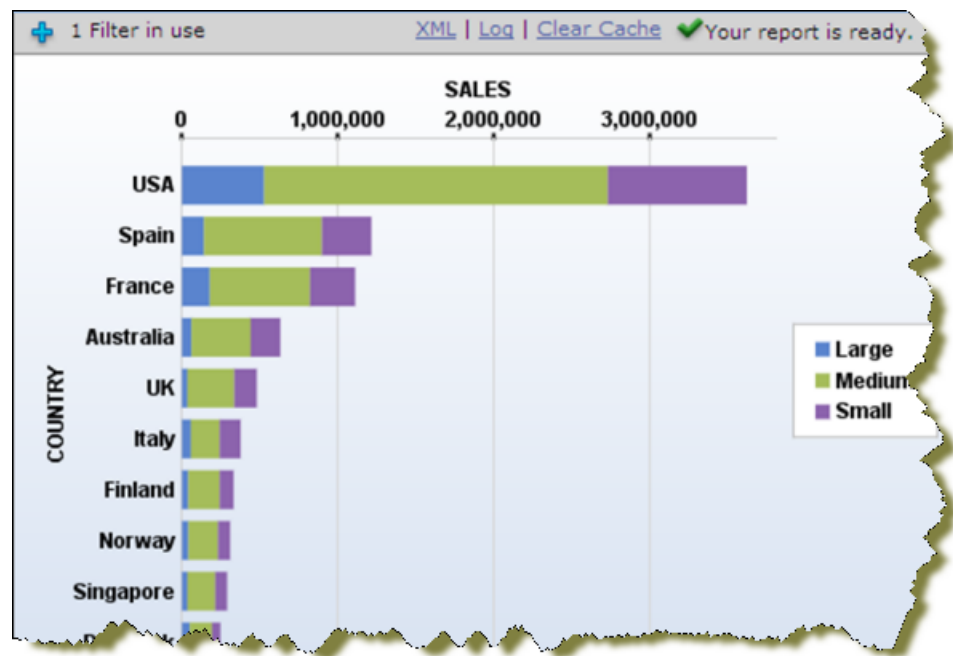 1 Filter in use XML | Log | Clear Cache Your report is ready.
SALES
0 1,000,000 2,000,000 3,000,000
USA
Spain
France
Australia
UK
Italy
Finland
Norway
Singapore
COUNTRY
Large
Medium
Small